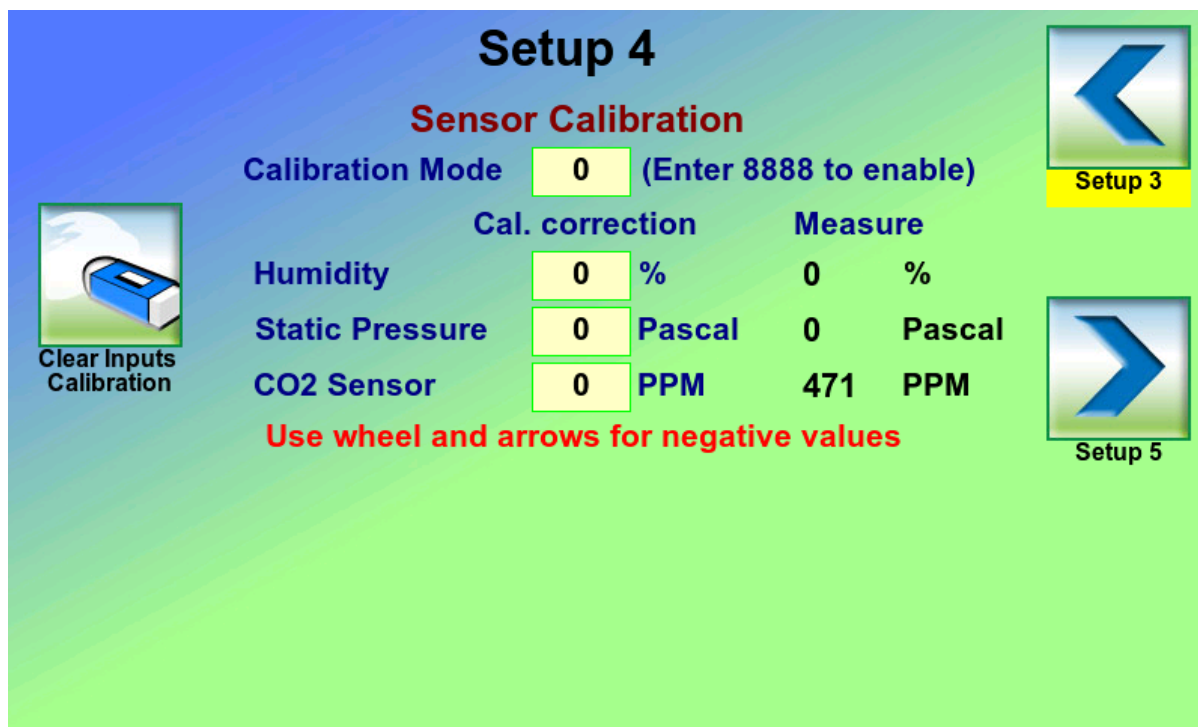 Setup 4
Sensor Calibration
Calibration Mode 0 (Enter 8888 to enable)
Setup 3
Cal. correction Measure
Humidity 0 % 0 %
Static Pressure 0 Pascal 0 Pascal
Clear Inputs
Calibration
CO2 Sensor 0 PPM 471 PPM
Use wheel and arrows for negative values
Setup 5